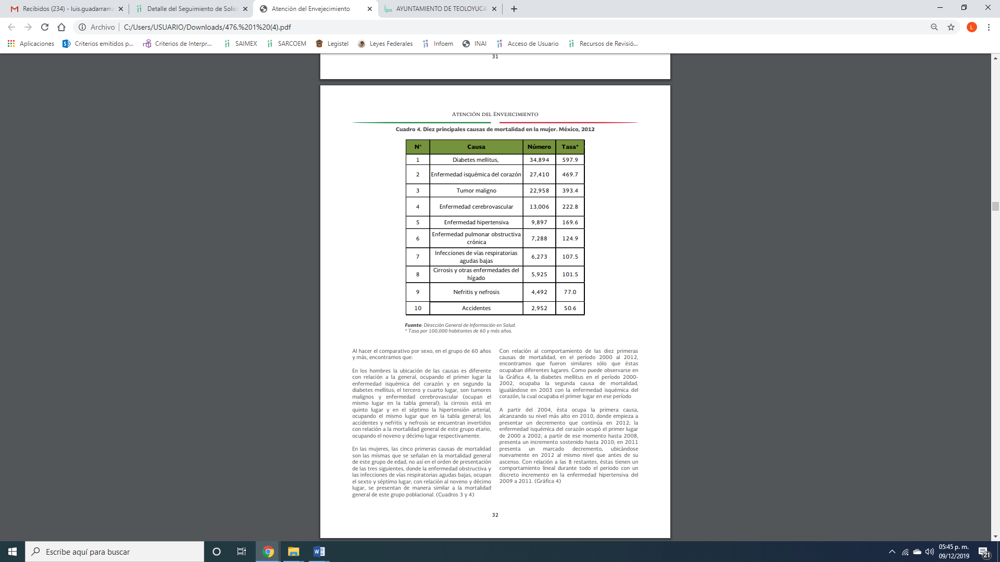 Recibidos (234) - luis.guadarrama
Detalle del Seguimiento de Solici
Atención del Envejecimiento
AYUNTAMIENTO DE TEOLOYUCA
Archivo
C:/Users/USUARIO/Downloads/476.%201%20(4).pdf
L
Aplicaciones
Criterios emitidos p...
Criterios de Interpr...
SAIMEX
SARCOEM
Legistel
Leyes Federales
Infoem
INAI
Acceso de Usuario
Recursos de Revisió...
31
ATENCIÓN DEL ENVEJECIMIENTO
Cuadro 4. Diez principales causas de mortalidad en la mujer. México, 2012
N° Causa Número Tasa*
1 Diabetes mellitus, 34,894 597.9
2 Enfermedad isquémica del corazón 27,410 469.7
3 Tumor maligno 22,958 393.4
4 Enfermedad cerebrovascular 13,006 222.8
5 Enfermedad hipertensiva 9,897 169.6
6 Enfermedad pulmonar obstructiva
crónica 7,288 124.9
7 Infecciones de vías respiratorias
agudas bajas 6,273 107.5
8 Cirrosis y otras enfermedades del
hígado 5,925 101.5
9 Nefritis y nefrosis 4,492 77.0
10 Accidentes 2,952 50.6
Fuente: Dirección General de Información en Salud.
* Tasa por 100,000 habitantes de 60 y más años.
Al hacer el comparativo por sexo, en el grupo de 60 años
y más, encontramos que:
En los hombres la ubicación de las causas es diferente
con relación a la general, ocupando el primer lugar la
enfermedad isquémica del corazón y en segundo la
diabetes mellitus; el tercero y cuarto lugar, son tumores
malignos y enfermedad cerebrovascular (ocupan el
mismo lugar en la tabla general); la cirrosis está en
quinto lugar y en el séptimo la hipertensión arterial,
ocupando el mismo lugar que en la tabla general; los
accidentes y nefritis y nefrosis se encuentran invertidos
con relación a la mortalidad general de este grupo etario,
ocupando el noveno y décimo lugar respectivamente.
En las mujeres, las cinco primeras causas de mortalidad
son las mismas que se señalan en la mortalidad general
de este grupo de edad, no así en el orden de presentación
de las tres siguientes, donde la enfermedad obstructiva y
las infecciones de vías respiratorias agudas bajas, ocupan
el sexto y séptimo lugar; con relación al noveno y décimo
lugar, se presentan de manera similar a la mortalidad
general de este grupo poblacional. (Cuadros 3 y 4)
Con relación al comportamiento de las diez primeras
causas de mortalidad, en el período 2000 al 2012,
encontramos que fueron similares sólo que éstas
ocupaban diferentes lugares. Como puede observarse en
la Gráfica 4, la diabetes mellitus en el período 2000-
2002, ocupaba la segunda causa de mortalidad,
igualándose en 2003 con la enfermedad isquémica del
corazón, la cual ocupaba el primer lugar en ese período
A partir del 2004, ésta ocupa la primera causa,
alcanzando su nivel más alto en 2010, donde empieza a
presentar un decremento que continúa en 2012; la
enfermedad isquémica del corazón ocupó el primer lugar
de 2000 a 2002; a partir de ese momento hasta 2008,
presenta un incremento sostenido hasta 2010; en 2011
presenta un marcado decremento, ubicándose
nuevamente en 2012 al mismo nivel que antes de su
ascenso. Con relación a las 8 restantes, éstas tienen un
comportamiento lineal durante todo el periodo con un
discreto incremento en la enfermedad hipertensiva del
2009 a 2011. (Gráfica 4)
32
Escribe aquí para buscar
05:45 p. m.
09/12/2019
21